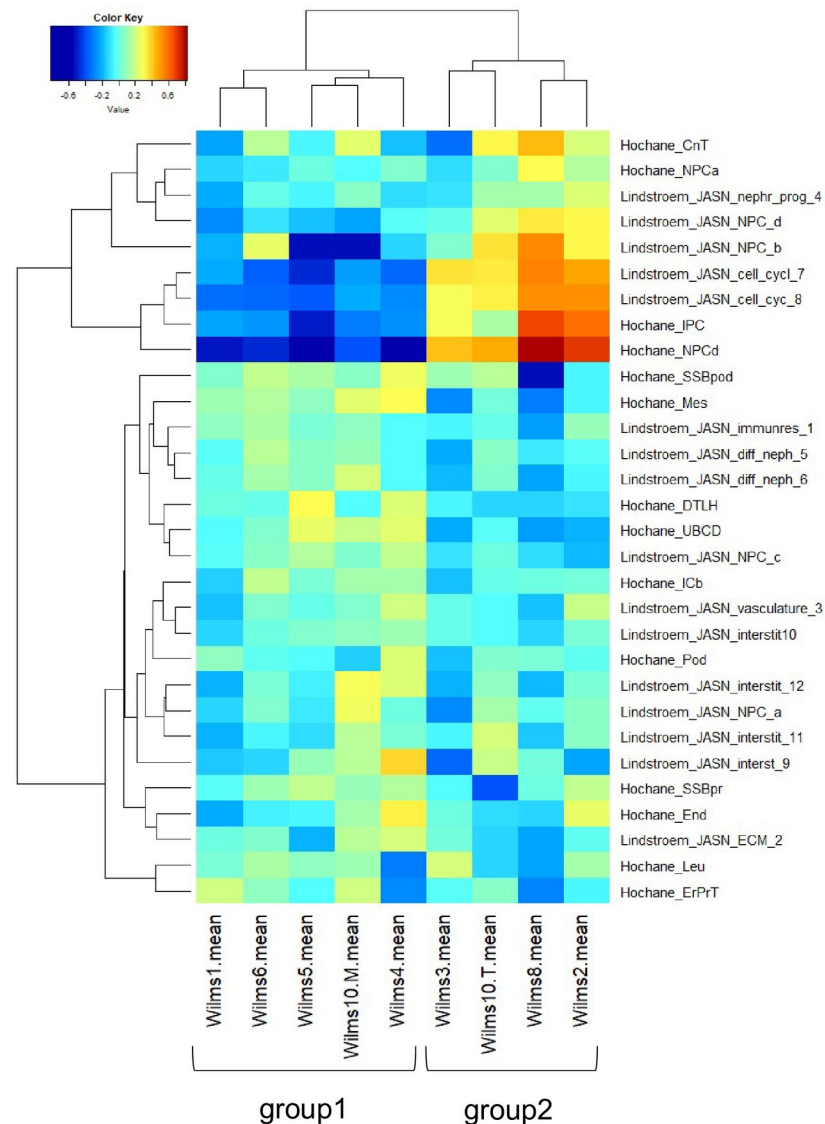 Color Key
-0.6 -0.2 0.2 0.6
Value
Hochane_CnT
Hochane_NPCa
Lindstroem_JASN_nephr_prog_4
Lindstroem_JASN_NPC_d
Lindstroem_JASN_NPC_b
Lindstroem_JASN_cell_cycl_7
Lindstroem_JASN_cell_cyc_8
Hochane_IPC
Hochane_NPCd
Hochane_SSBpod
Hochane_Mes
Lindstroem_JASN_immunres_1
Lindstroem_JASN_diff_neph_5
Lindstroem_JASN_diff_neph_6
Hochane_DTLH
Hochane_UBCD
Lindstroem_JASN_NPC_c
Hochane_ICb
Lindstroem_JASN_vasculature_3
Lindstroem_JASN_interstit10
Hochane_Pod
Lindstroem_JASN_interstit_12
Lindstroem_JASN_NPC_a
Lindstroem_JASN_interstit_11
Lindstroem_JASN_interst_9
Hochane_SSBpr
Hochane_End
Lindstroem_JASN_ECM_2
Hochane_Leu
Hochane_ErPrT
Wilms1.mean
Wilms6.mean
Wilms5.mean
Wilms10.M.mean
Wilms4.mean
Wilms3.mean
Wilms10.T.mean
Wilms8.mean
Wilms2.mean
group1 group2